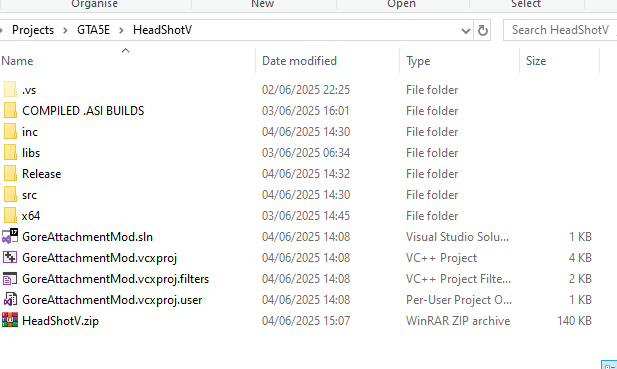 Organise New Open Select
Projects > GTA5E > HeadShotV Search HeadShotV
Name Date modified Type Size
.vs 02/06/2025 22:25 File folder
COMPILED .ASI BUILDS 03/06/2025 16:01 File folder
inc 04/06/2025 14:30 File folder
libs 03/06/2025 06:34 File folder
Release 04/06/2025 14:32 File folder
src 04/06/2025 14:30 File folder
x64 03/06/2025 14:45 File folder
GoreAttachmentMod.sln 04/06/2025 14:08 Visual Studio Solu... 1 KB
GoreAttachmentMod.vcxproj 04/06/2025 14:08 VC++ Project 4 KB
GoreAttachmentMod.vcxproj.filters 04/06/2025 14:08 VC++ Project Filte... 2 KB
GoreAttachmentMod.vcxproj.user 04/06/2025 14:08 Per-User Project O... 1 KB
HeadShotV.zip 04/06/2025 15:07 WinRAR ZIP archive 140 KB